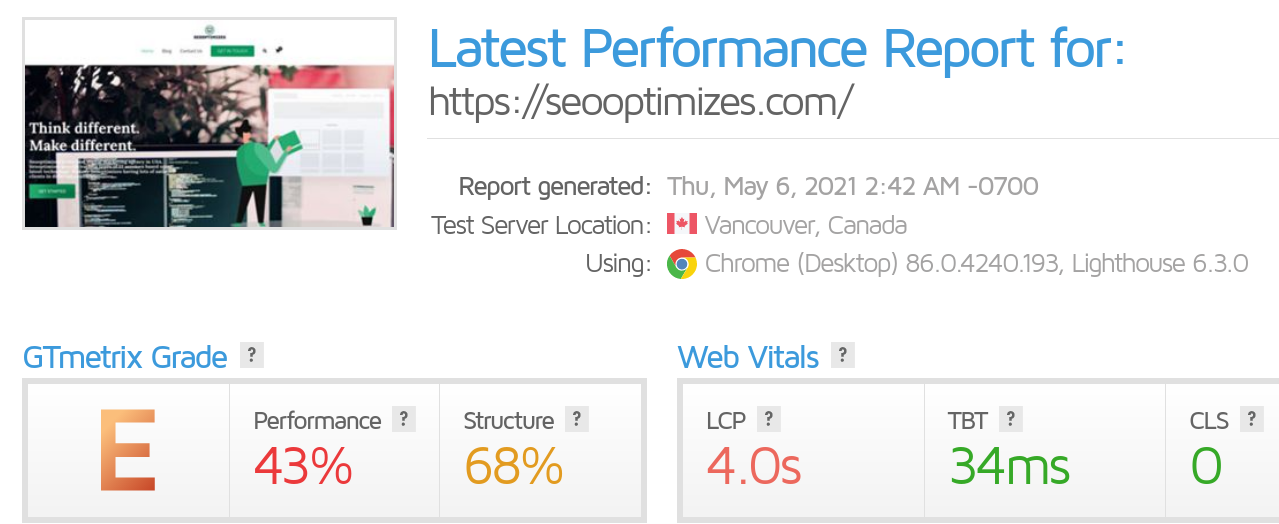 SEOOPTIMIZES
Home Blog Contact Us GET IN TOUCH
Think different.
Make different.
GET STARTED
Latest Performance Report for:
https://seooptimizes.com/
Report generated: Thu, May 6, 2021 2:42 AM -0700
Test Server Location: Vancouver, Canada
Using: Chrome (Desktop) 86.0.4240.193, Lighthouse 6.3.0
GTmetrix Grade ?
E
Performance ?
43%
Structure ?
68%
Web Vitals ?
LCP ?
4.0s
TBT ?
34ms
CLS ?
0